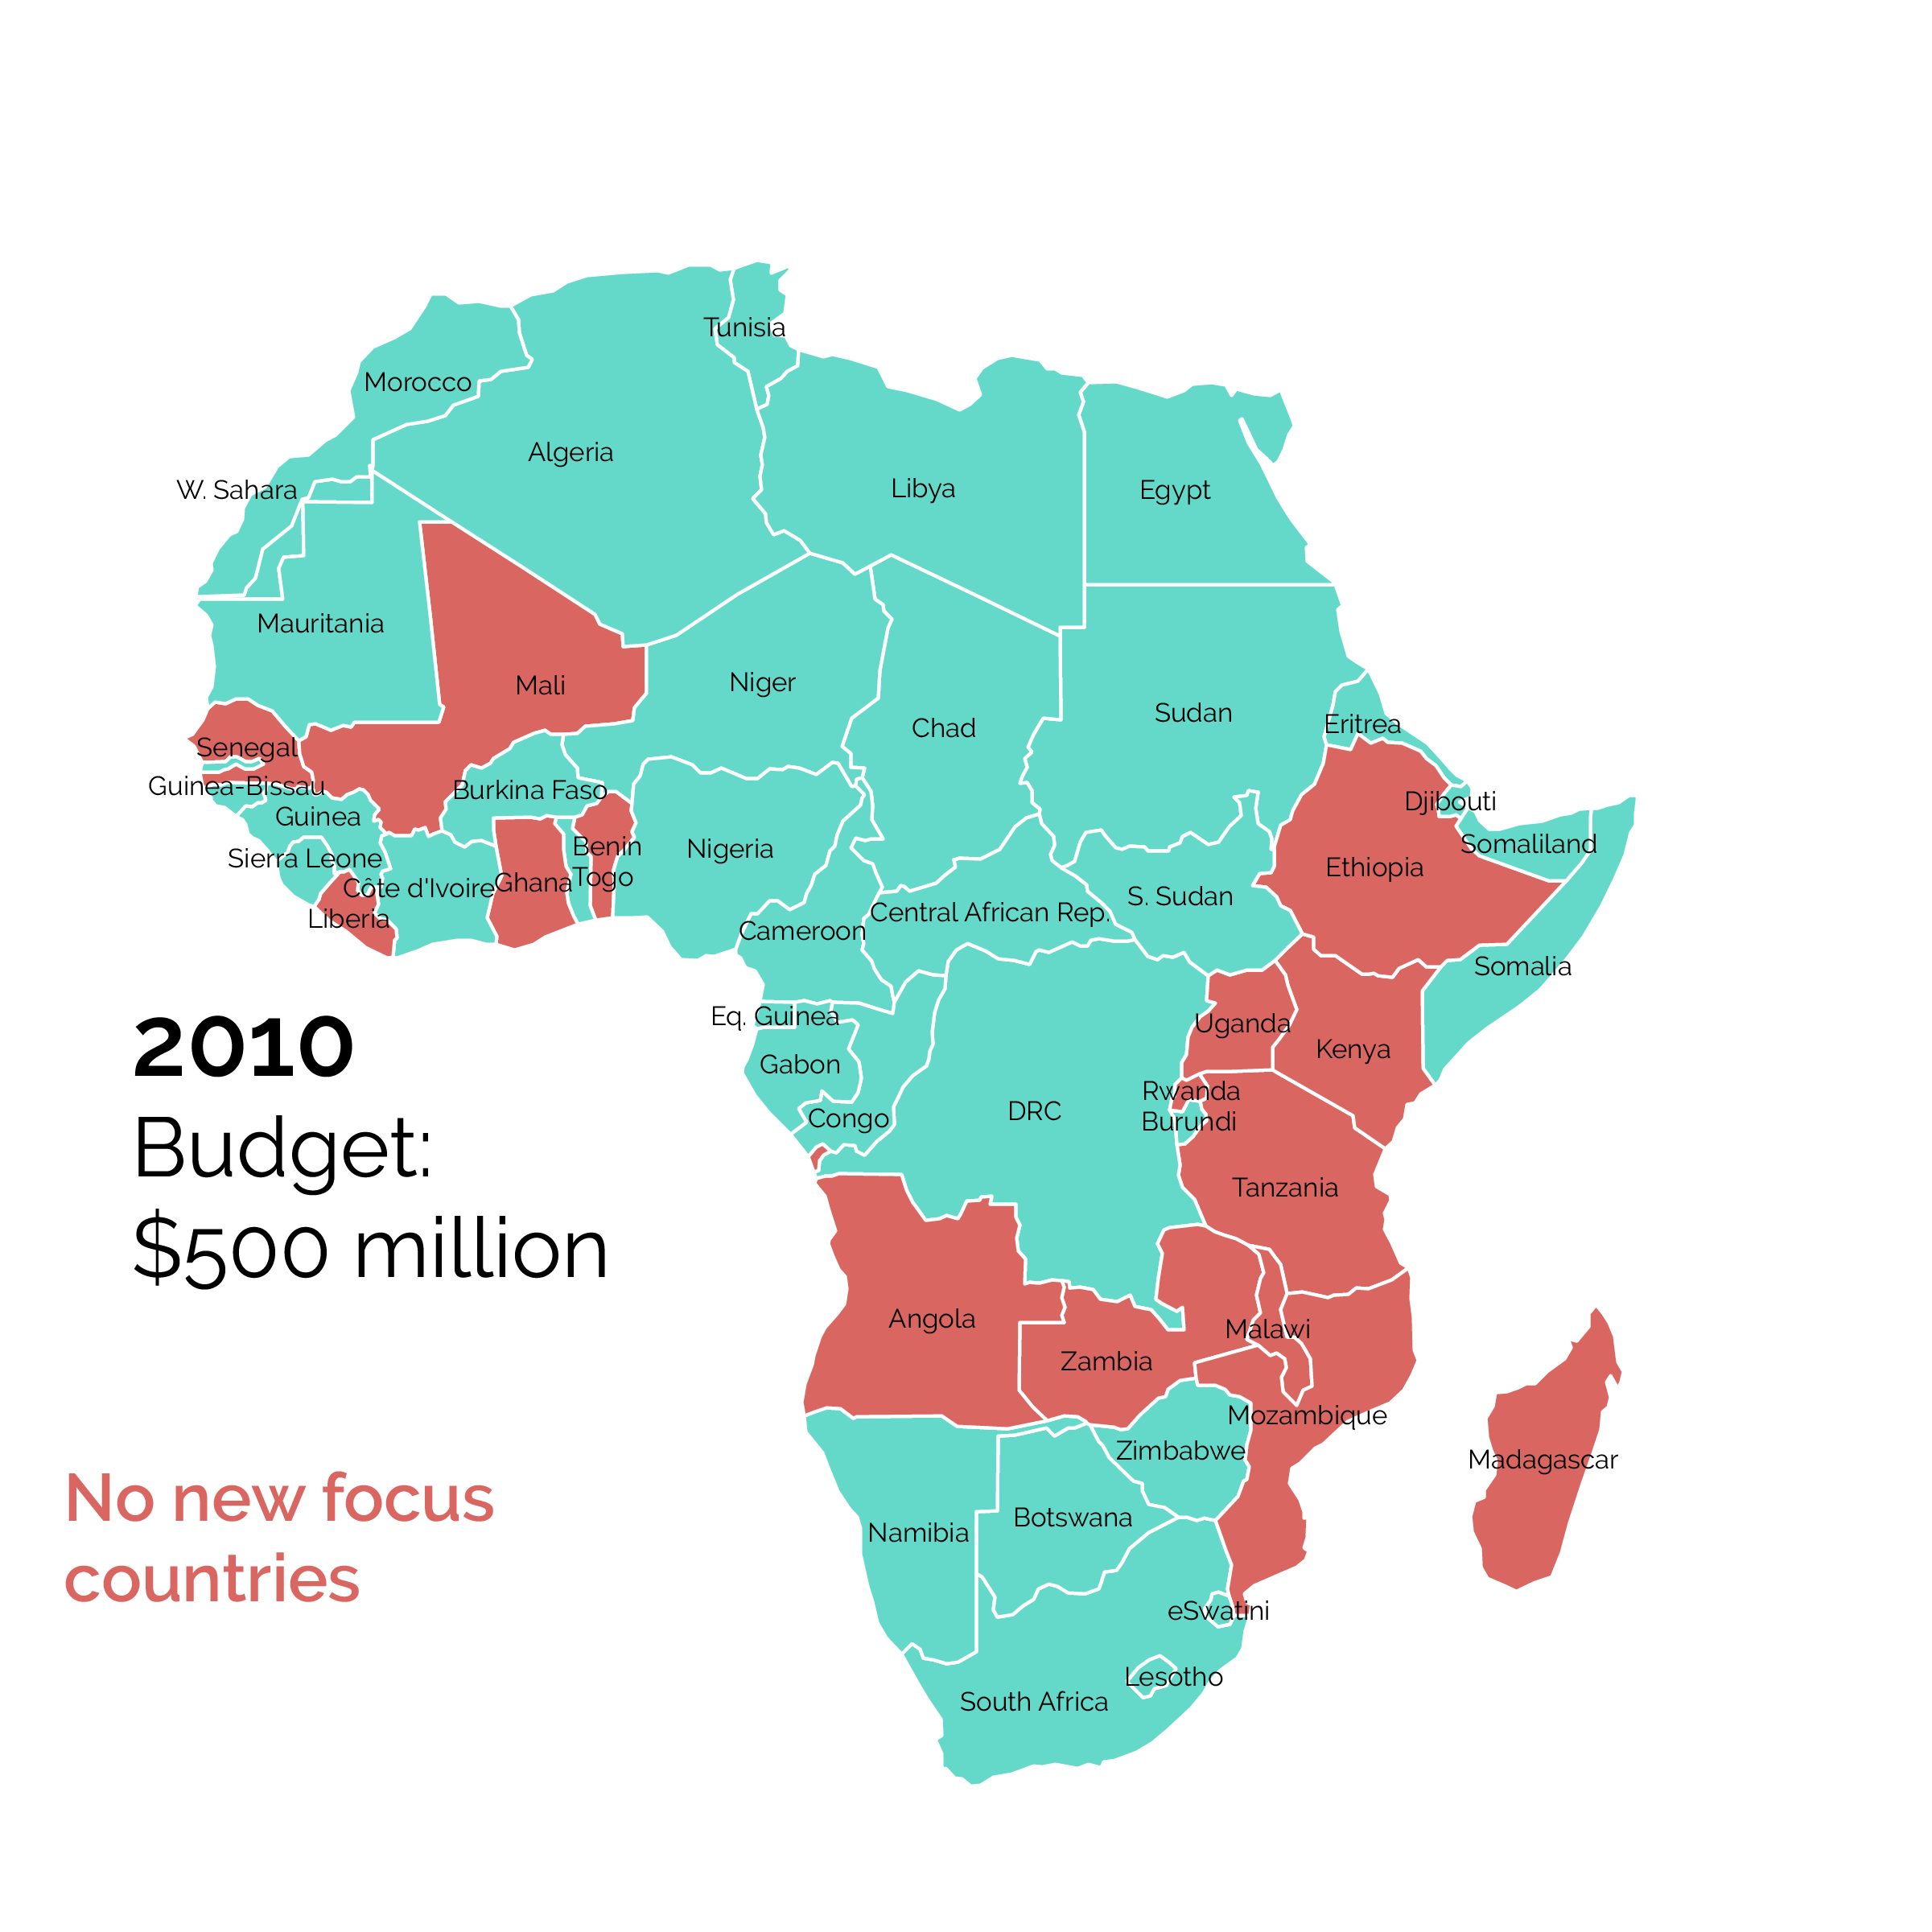 Tunisia
Morocco
Algeria
W. Sahara
Libya
Egypt
Mauritania
Mali
Niger
Chad
Sudan
Eritrea
Senegal
Guinea-Bissau
Burkina Faso
Djibouti
Guinea
Sierra Leone
Benin
Nigeria
Somaliland
Côte d'Ivoire
Ghana
Togo
Ethiopia
Liberia
Central African Rep.
S. Sudan
Cameroon
Somalia
Eq. Guinea
Uganda
Kenya
Gabon
Rwanda
Congo
DRC
Burundi
Tanzania
2010
Budget:
$500 million
Angola
Malawi
Zambia
Mozambique
Zimbabwe
Madagascar
Botswana
Namibia
No new focus
countries
eSwatini
Lesotho
South Africa